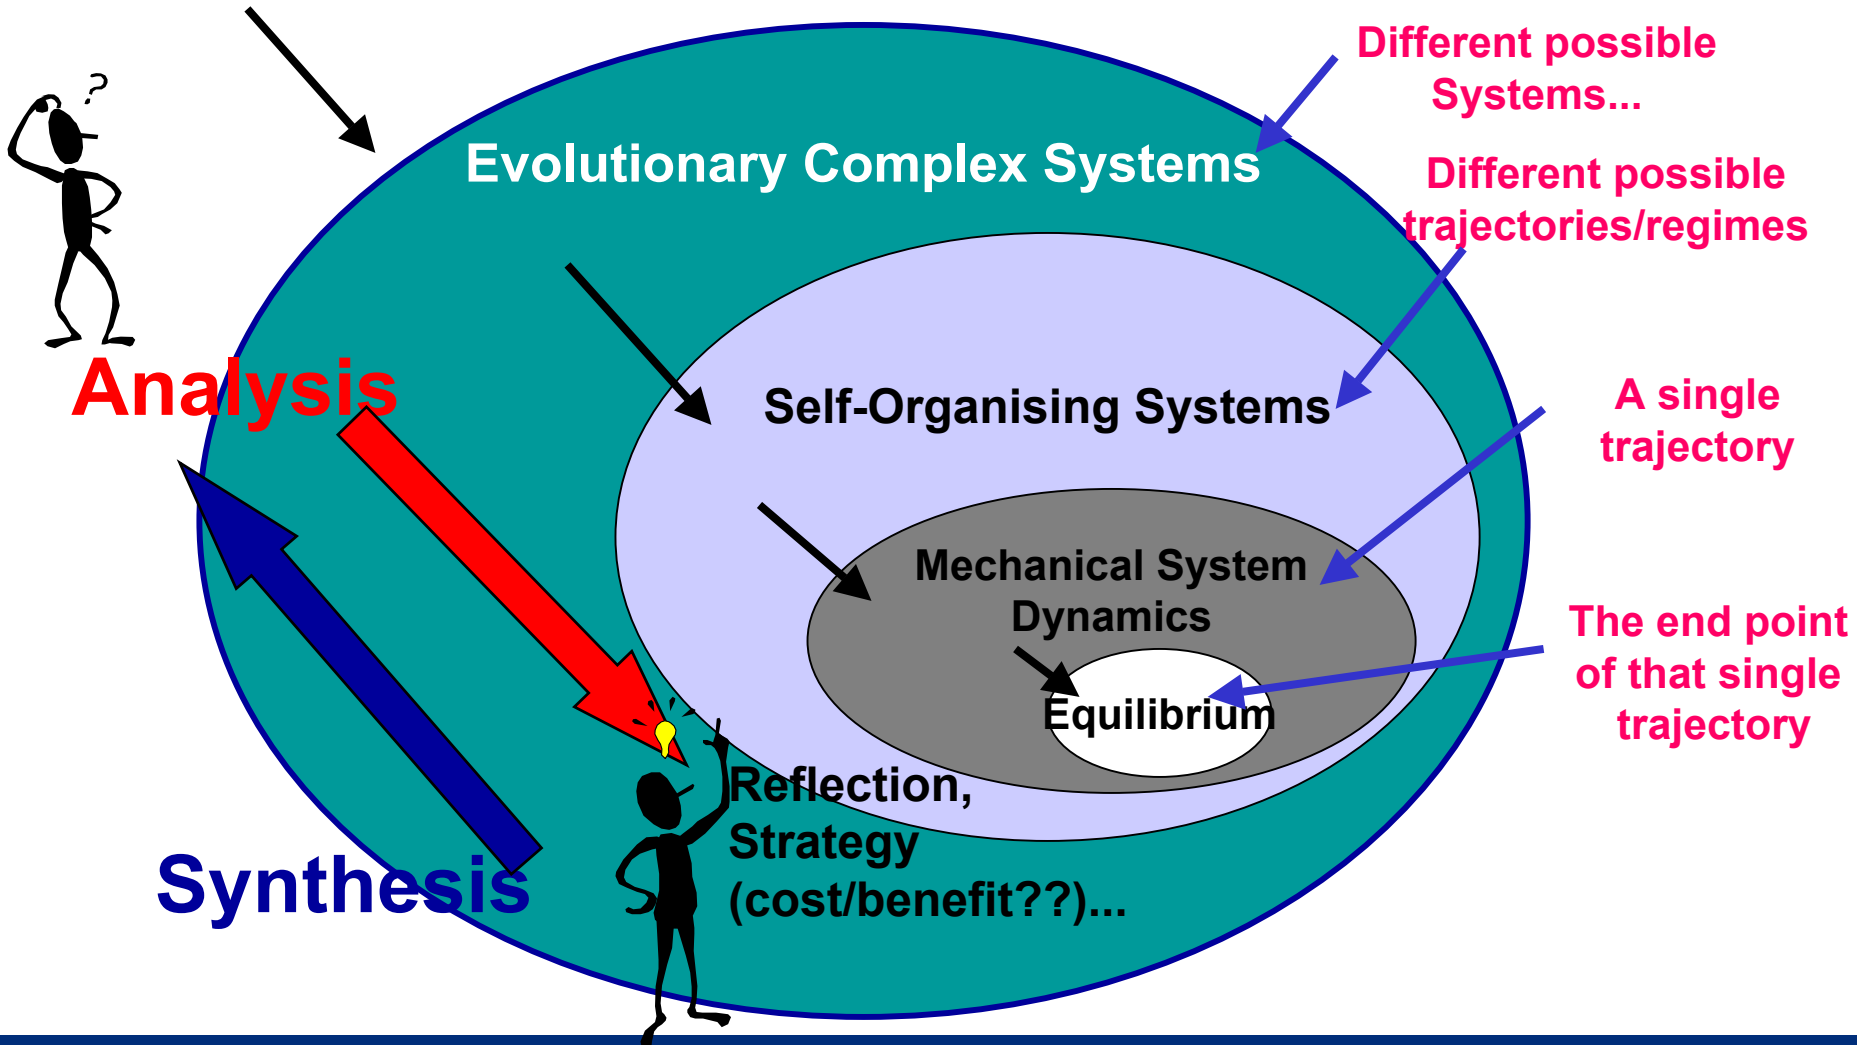 Different possible
Systems...
?
Evolutionary Complex Systems
Different possible
trajectories/regimes
Analysis
Self-Organising Systems
A single
trajectory
Mechanical System
Dynamics
The end point
of that single
trajectory
Equilibrium
Reflection,
Strategy
(cost/benefit??)...
Synthesis